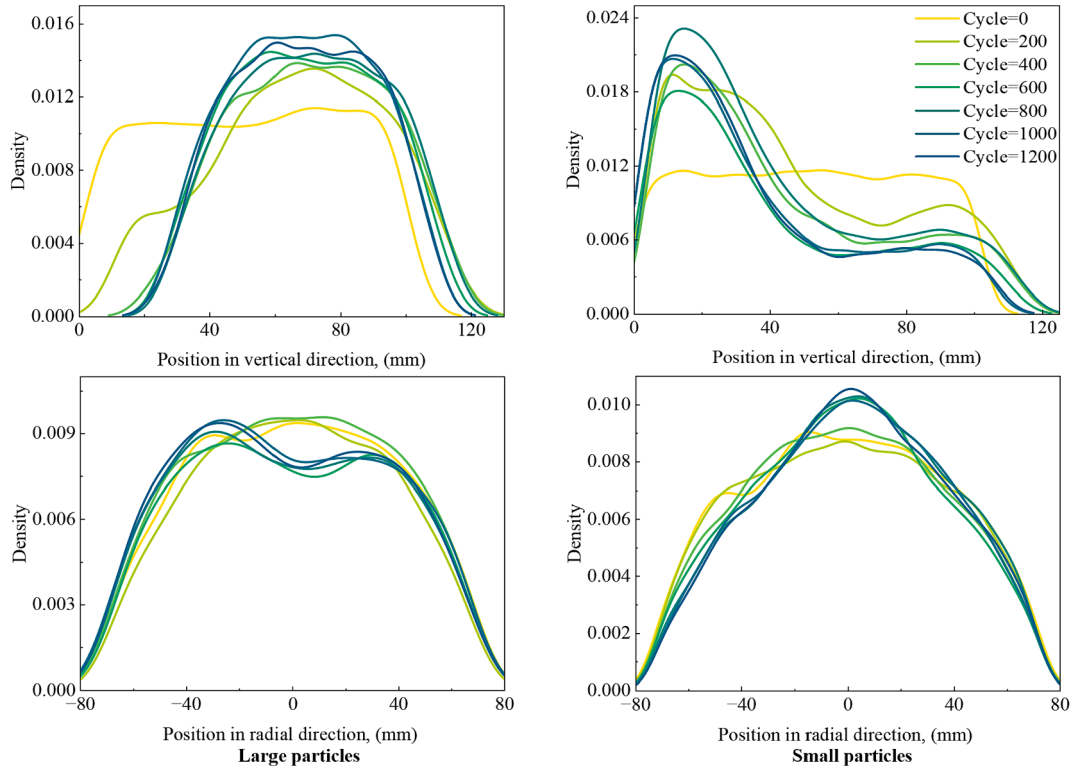 0.016
0.012
0.008
0.004
0.000
Density
0
40
80
120
Position in vertical direction, (mm)
0.024
0.018
0.012
0.006
0.000
Density
Cycle=0
Cycle=200
Cycle=400
Cycle=600
Cycle=800
Cycle=1000
Cycle=1200
0
40
80
120
Position in vertical direction, (mm)
0.009
0.006
0.003
0.000
Density
−80
−40
0
40
80
Position in radial direction, (mm)
Large particles
0.010
0.008
0.006
0.004
0.002
0.000
Density
−80
−40
0
40
80
Position in radial direction, (mm)
Small particles